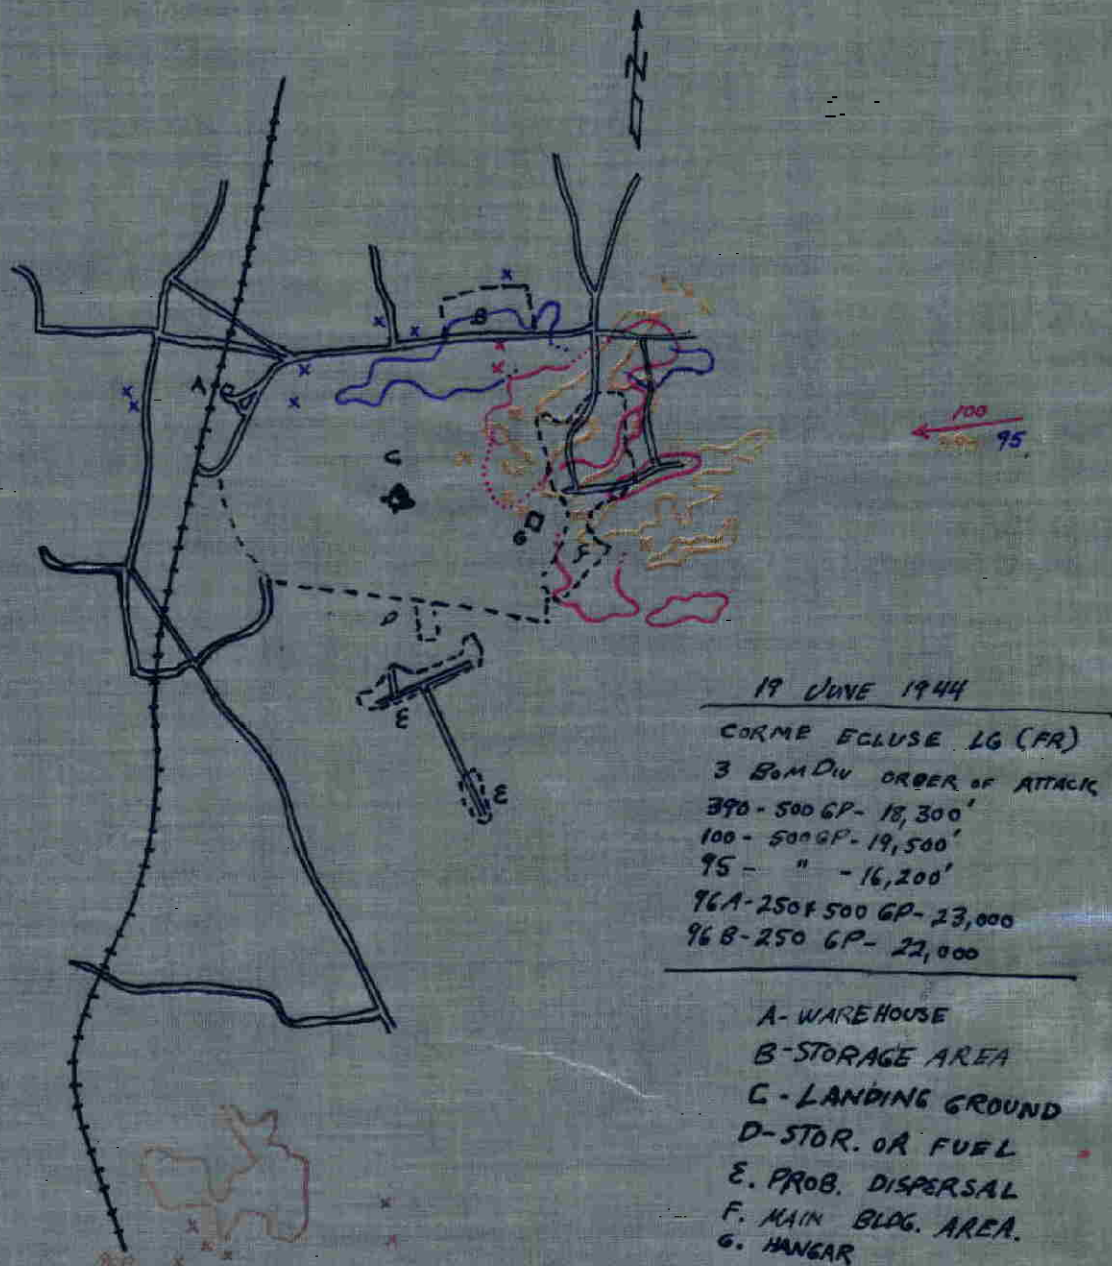 N
B
A
C
100
390 95
G
F
D
E
E
19 JUNE 1944
CORME ECLUSE LG (FR)
3 BOM DIV ORDER OF ATTACK
390 - 500 GP - 18,300'
100 - 500 GP - 19,500'
95 - " - 16,200'
96A - 250 & 500 GP - 23,000
96B - 250 GP - 22,000
A - WAREHOUSE
B - STORAGE AREA
C - LANDING GROUND
D - STOR. OR FUEL
E. PROB. DISPERSAL
F. MAIN BLDG. AREA.
G. HANGAR